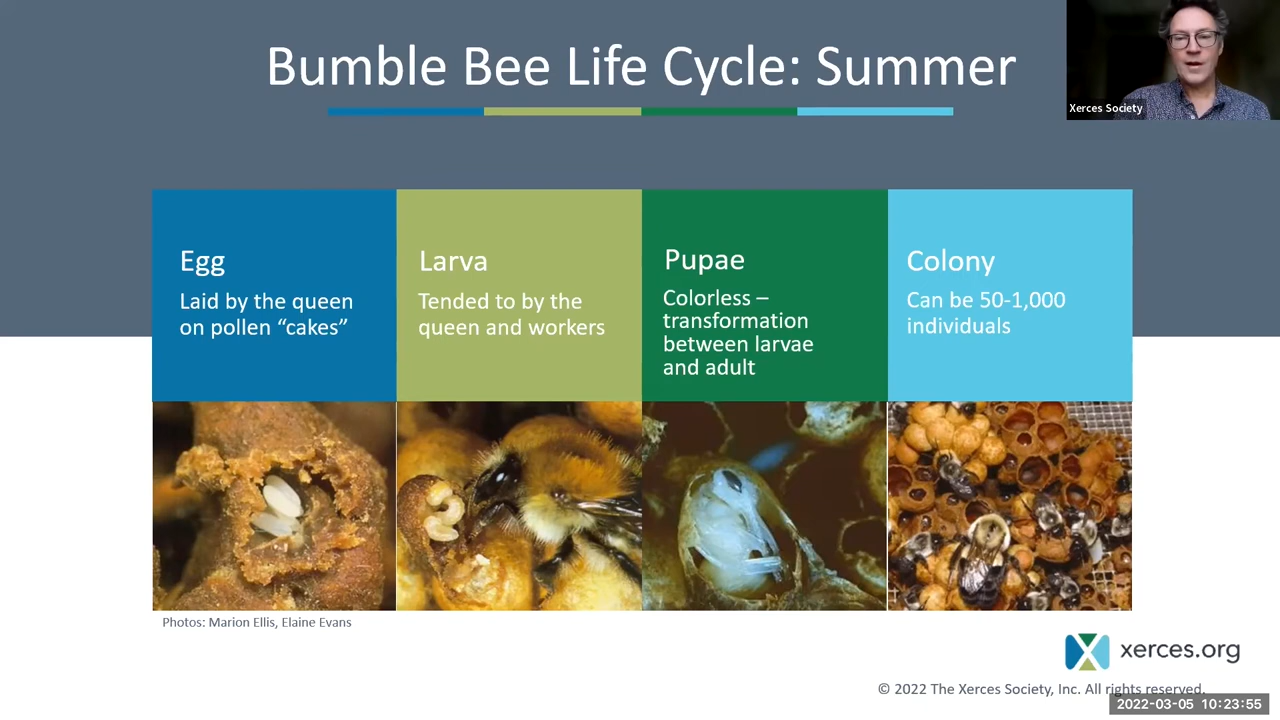 Bumble Bee Life Cycle: Summer
Xerces Society
Egg
Laid by the queen
on pollen “cakes”
Larva
Tended to by the
queen and workers
Pupae
Colorless –
transformation
between larvae
and adult
Colony
Can be 50-1,000
individuals
Photos: Marion Ellis, Elaine Evans
xerces.org
© 2022 The Xerces Society, Inc. All rights reserved.
2022-03-05 10:23:55